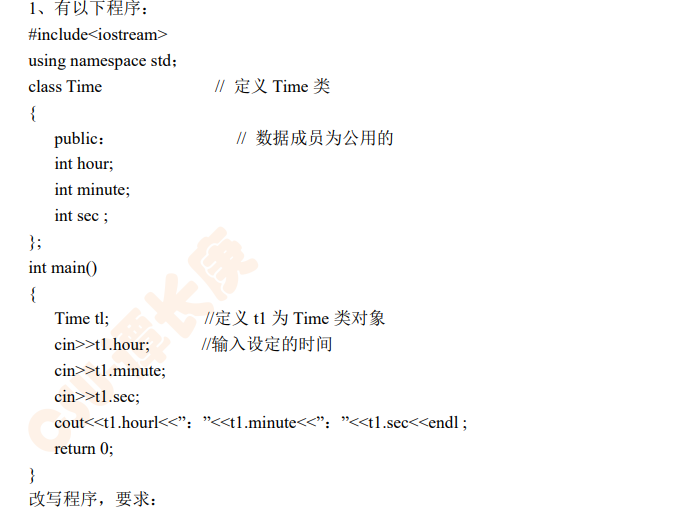 1、有以下程序：
#include<iostream>
using namespace std；
class Time // 定义 Time 类
{
public： // 数据成员为公用的
int hour;
int minute;
int sec ;
};
int main()
{
Time tl; //定义 t1 为 Time 类对象
cin>>t1.hour; //输入设定的时间
cin>>t1.minute;
cin>>t1.sec;
cout<<t1.hourl<<”：”<<t1.minute<<”：”<<t1.sec<<endl ;
return 0;
}
改写程序，要求：